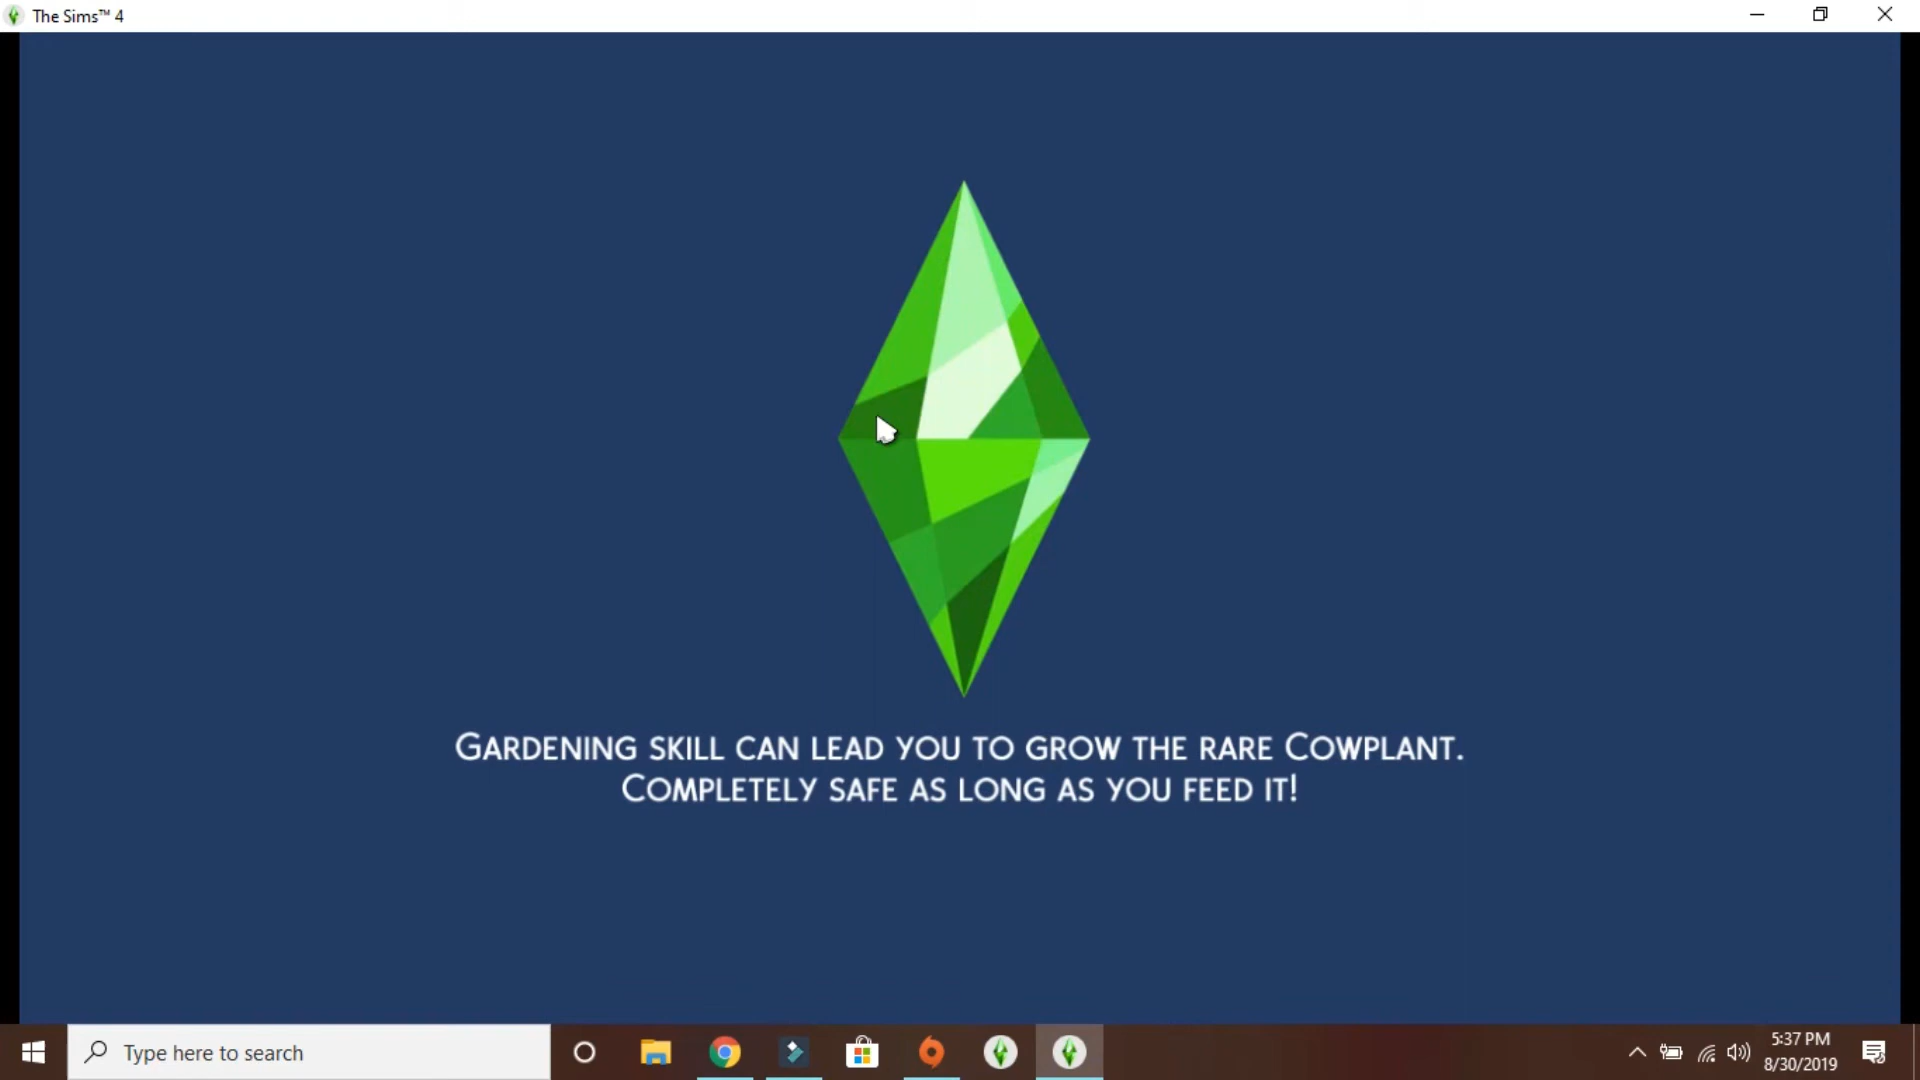 The Sims™ 4
GARDENING SKILL CAN LEAD YOU TO GROW THE RARE COWPLANT.
COMPLETELY SAFE AS LONG AS YOU FEED IT!
Type here to search
5:37 PM
8/30/2019